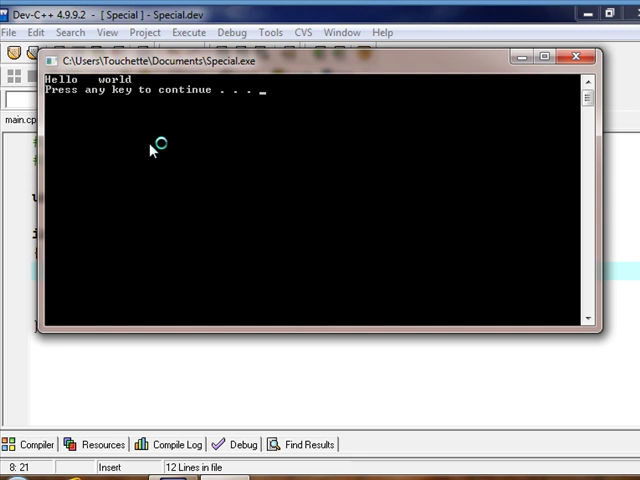 Dev-C++ 4.9.9.2 - [ Special ] - Special.dev
File Edit Search View Project Execute Debug Tools CVS Window Help
C:\Users\Touchette\Documents\Special.exe
Hello   world
Press any key to continue . . . _
main.cp
Compiler Resources Compile Log Debug Find Results
8: 21 Insert 12 Lines in file